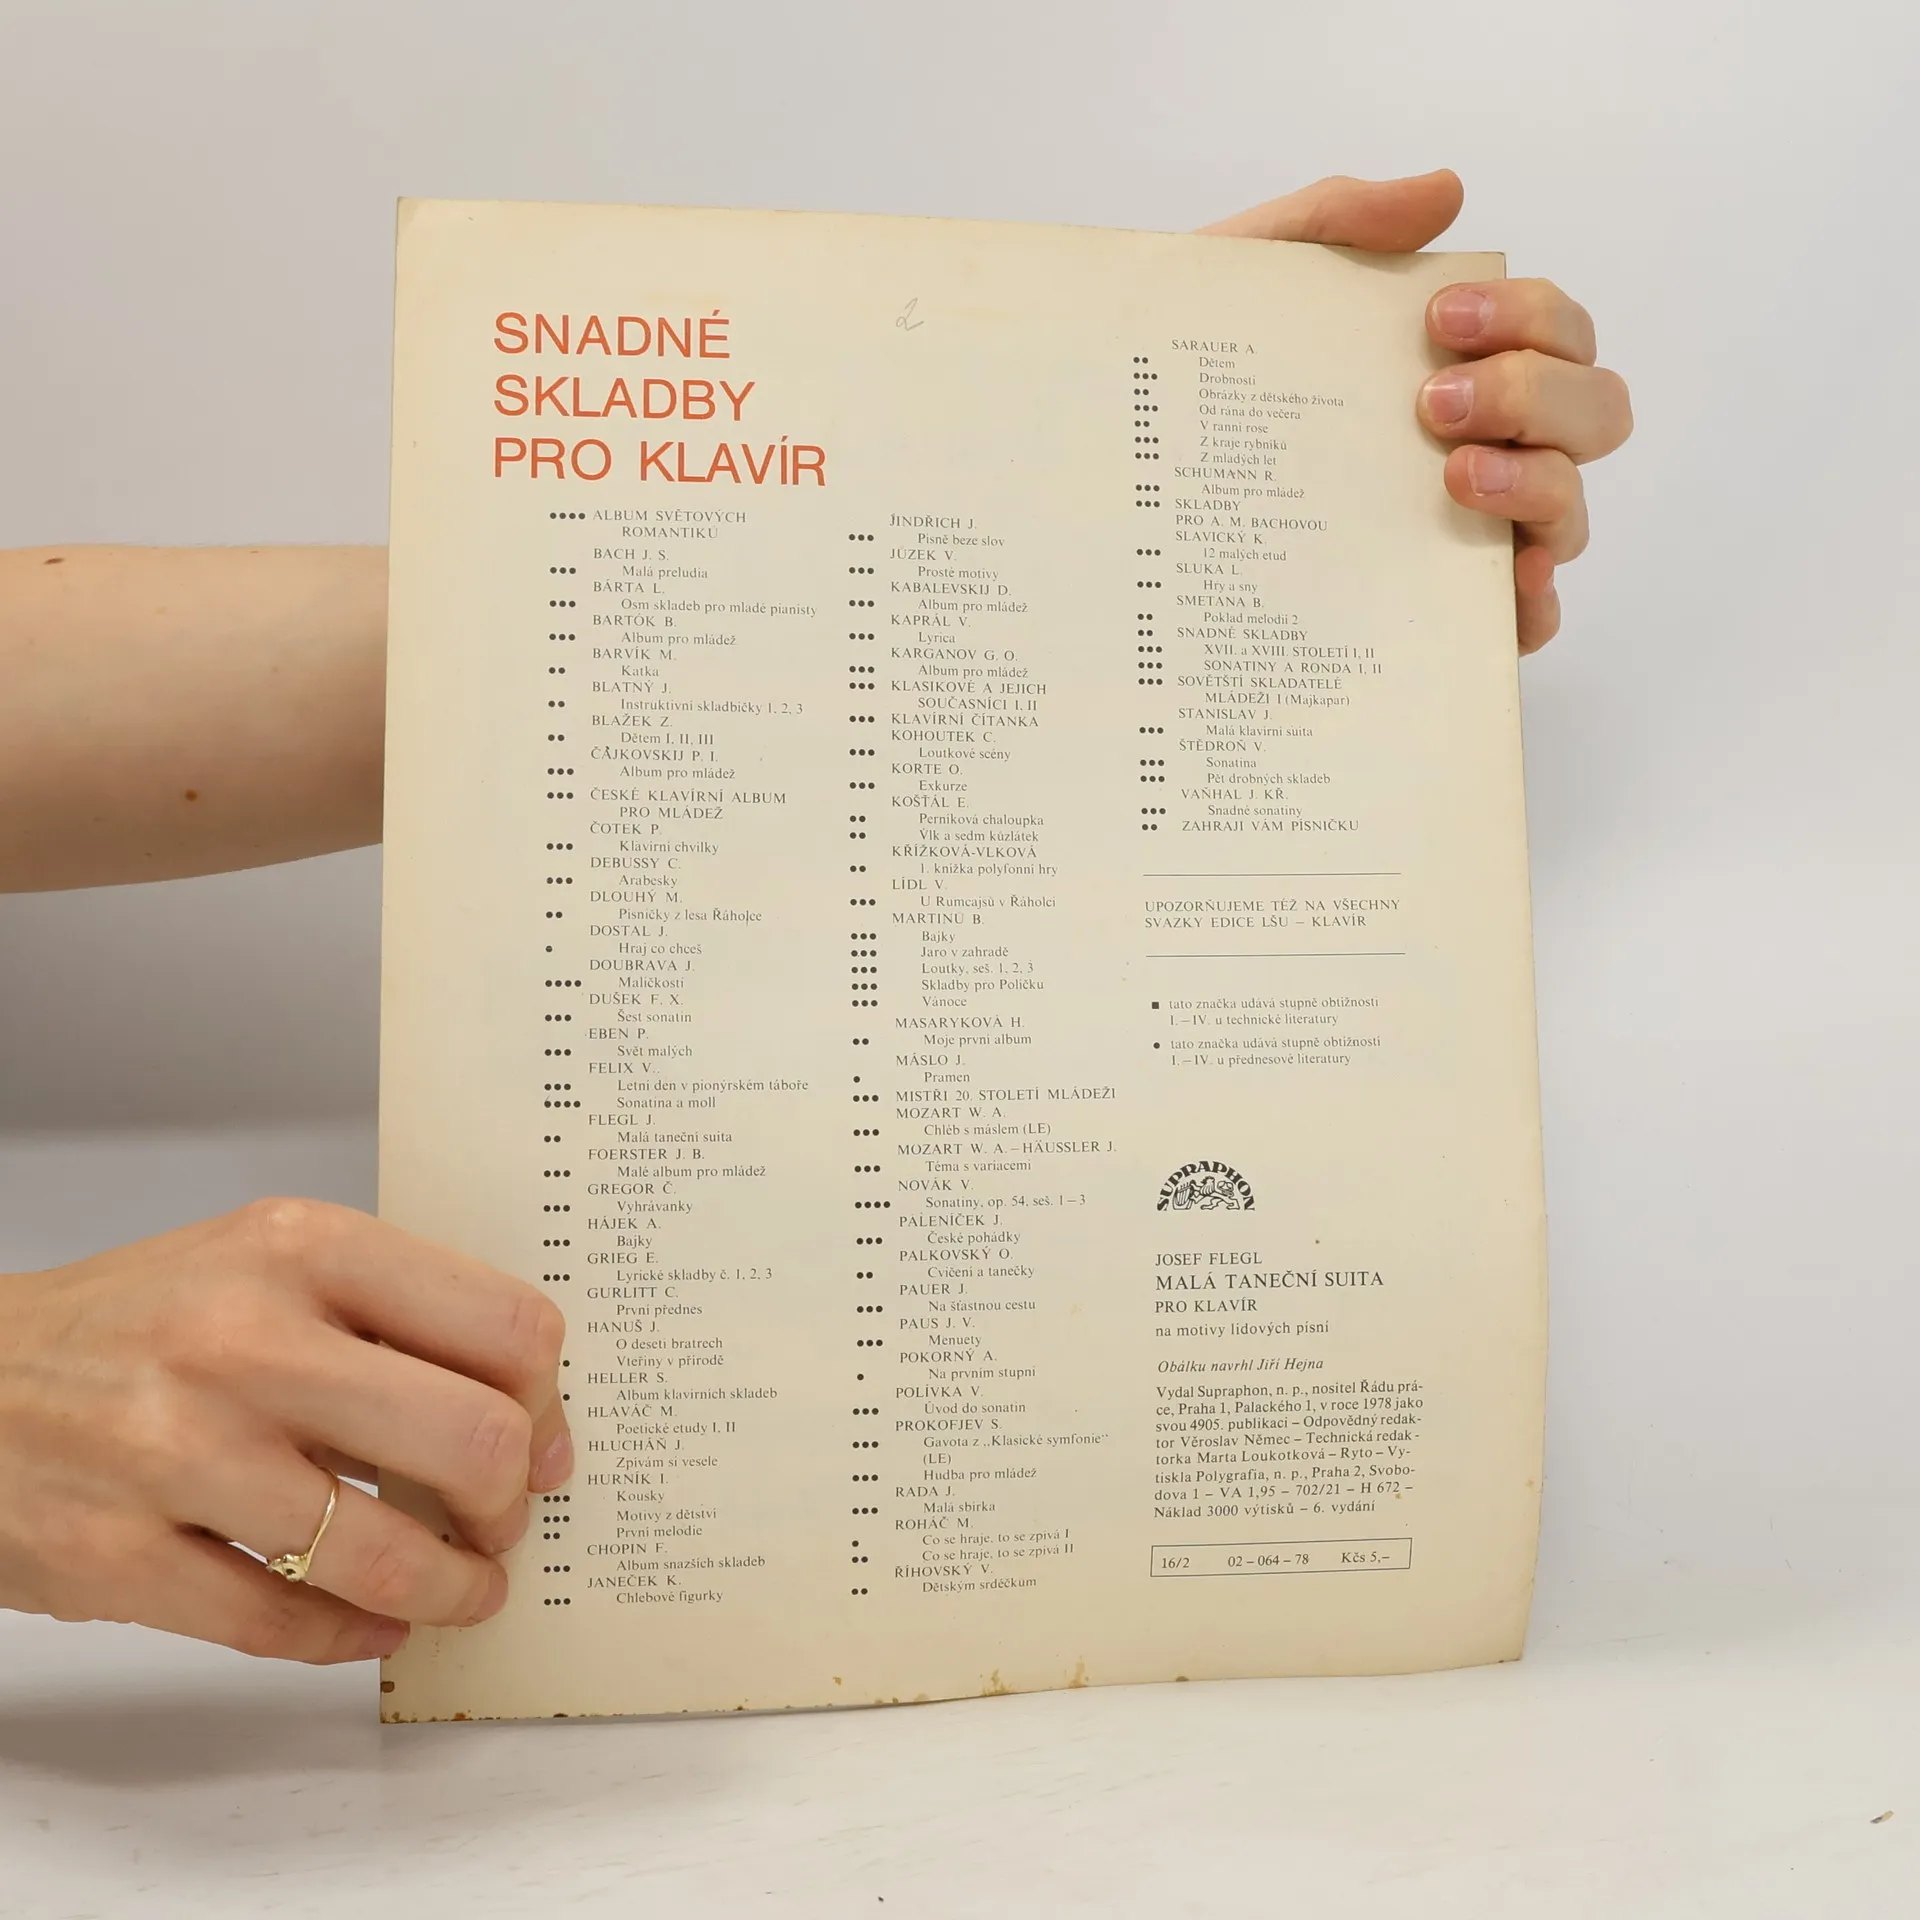 SNADNÉ
SKLADBY
PRO KLAVÍR
2
•••• ALBUM SVĚTOVÝCH
ROMANTIKŮ
BACH J. S.
••• Malá preludia
BÁRTA L.
••• Osm skladeb pro mladé pianisty
BARTÓK B.
••• Album pro mládež
BARVÍK M.
•• Katka
BLATNÝ J.
•• Instruktivní skladbičky 1, 2, 3
BLAŽEK Z.
•• Dětem I, II, III
ČAJKOVSKIJ P. I.
••• Album pro mládež
••• ČESKÉ KLAVÍRNÍ ALBUM
PRO MLÁDEŽ
ČOTEK P.
••• Klavírní chvilky
DEBUSSY C.
••• Arabesky
DLOUHÝ M.
•• Písničky z lesa Řáholce
DOSTAL J.
• Hraj co chceš
DOUBRAVA J.
•••• Maličkosti
DUŠEK F. X.
••• Šest sonatin
EBEN P.
••• Svět malých
FELIX V.
••• Letní den v pionýrském táboře
•••• Sonatina a moll
FLEGL J.
•• Malá taneční suita
FOERSTER J. B.
••• Malé album pro mládež
GREGOR Č.
••• Vyhrávanky
HÁJEK A.
••• Bajky
GRIEG E.
••• Lyrické skladby č. 1, 2, 3
GURLITT C.
První přednes
HANUŠ J.
O deseti bratrech
Vteřiny v přírodě
HELLER S.
Album klavírních skladeb
HLAVÁČ M.
Poetické etudy I, II
HLUCHÁŇ J.
Zpívám si vesele
HURNÍK I.
••• Kousky
••• Motivy z dětství
•• První melodie
CHOPIN F.
••• Album snazších skladeb
JANEČEK K.
••• Chlebové figurky
JINDŘICH J.
••• Písně beze slov
JŮZEK V.
••• Prosté motivy
KABALEVSKIJ D.
••• Album pro mládež
KAPRÁL V.
••• Lyrica
KARGANOV G. O.
••• Album pro mládež
••• KLASIKOVÉ A JEJICH
SOUČASNÍCI I, II
••• KLAVÍRNÍ ČÍTANKA
KOHOUTEK C.
••• Loutkové scény
KORTE O.
••• Exkurze
KOŠŤÁL E.
•• Perníková chaloupka
•• Vlk a sedm kůzlátek
KŘÍŽKOVÁ-VLKOVÁ
•• 1. knížka polyfonní hry
LÍDL V.
••• U Rumcajsů v Řáholci
MARTINŮ B.
••• Bajky
••• Jaro v zahradě
••• Loutky, seš. 1, 2, 3
••• Skladby pro Poličku
••• Vánoce
MASARYKOVÁ H.
•• Moje první album
MÁSLO J.
• Pramen
••• MISTŘI 20. STOLETÍ MLÁDEŽI
MOZART W. A.
••• Chléb s máslem (LE)
MOZART W. A. – HÄUSSLER J.
••• Téma s variacemi
NOVÁK V.
•••• Sonatiny, op. 54, seš. 1–3
PÁLENÍČEK J.
••• České pohádky
PALKOVSKÝ O.
•• Cvičení a tanečky
PAUER J.
••• Na šťastnou cestu
PAUS J. V.
••• Menuety
POKORNÝ A.
• Na prvním stupni
POLÍVKA V.
••• Úvod do sonatin
PROKOFJEV S.
••• Gavota z „Klasické symfonie“
(LE)
••• Hudba pro mládež
RADA J.
••• Malá sbírka
ROHÁČ M.
• Co se hraje, to se zpívá I
•• Co se hraje, to se zpívá II
ŘÍHOVSKÝ V.
•• Dětským srdéčkům
SARAUER A.
•• Dětem
••• Drobnosti
•• Obrázky z dětského života
••• Od rána do večera
•• V ranní rose
••• Z kraje rybníků
••• Z mladých let
SCHUMANN R.
••• Album pro mládež
••• SKLADBY
PRO A. M. BACHOVOU
SLAVICKÝ K.
••• 12 malých etud
SLUKA L.
••• Hry a sny
SMETANA B.
•• Poklad melodií 2
•• SNADNÉ SKLADBY
••• XVII. a XVIII. STOLETÍ I, II
••• SONATINY A RONDA I, II
••• SOVĚTŠTÍ SKLADATELÉ
MLÁDEŽI I (Majkapar)
STANISLAV J.
••• Malá klavírní suita
ŠTĚDROŇ V.
••• Sonatina
••• Pět drobných skladeb
VAŇHAL J. KŘ.
••• Snadné sonatiny
•• ZAHRAJI VÁM PÍSNIČKU
UPOZORŇUJEME TÉŽ NA VŠECHNY
SVAZKY EDICE LŠU – KLAVÍR
■ tato značka udává stupně obtížnosti
I.–IV. u technické literatury
• tato značka udává stupně obtížnosti
I.–IV. u přednesové literatury
SUPRAPHON
JOSEF FLEGL
MALÁ TANEČNÍ SUITA
PRO KLAVÍR
na motivy lidových písní
Obálku navrhl Jiří Hejna
Vydal Supraphon, n. p., nositel Řádu prá-
ce, Praha 1, Palackého 1, v roce 1978 jako
svou 4905. publikaci – Odpovědný redak-
tor Věroslav Němec – Technická redak-
torka Marta Loukotková – Ryto – Vy-
tiskla Polygrafia, n. p., Praha 2, Svobo-
dova 1 – VA 1,95 – 702/21 – H 672 –
Náklad 3000 výtisků – 6. vydání
16/2 02–064–78 Kčs 5,–